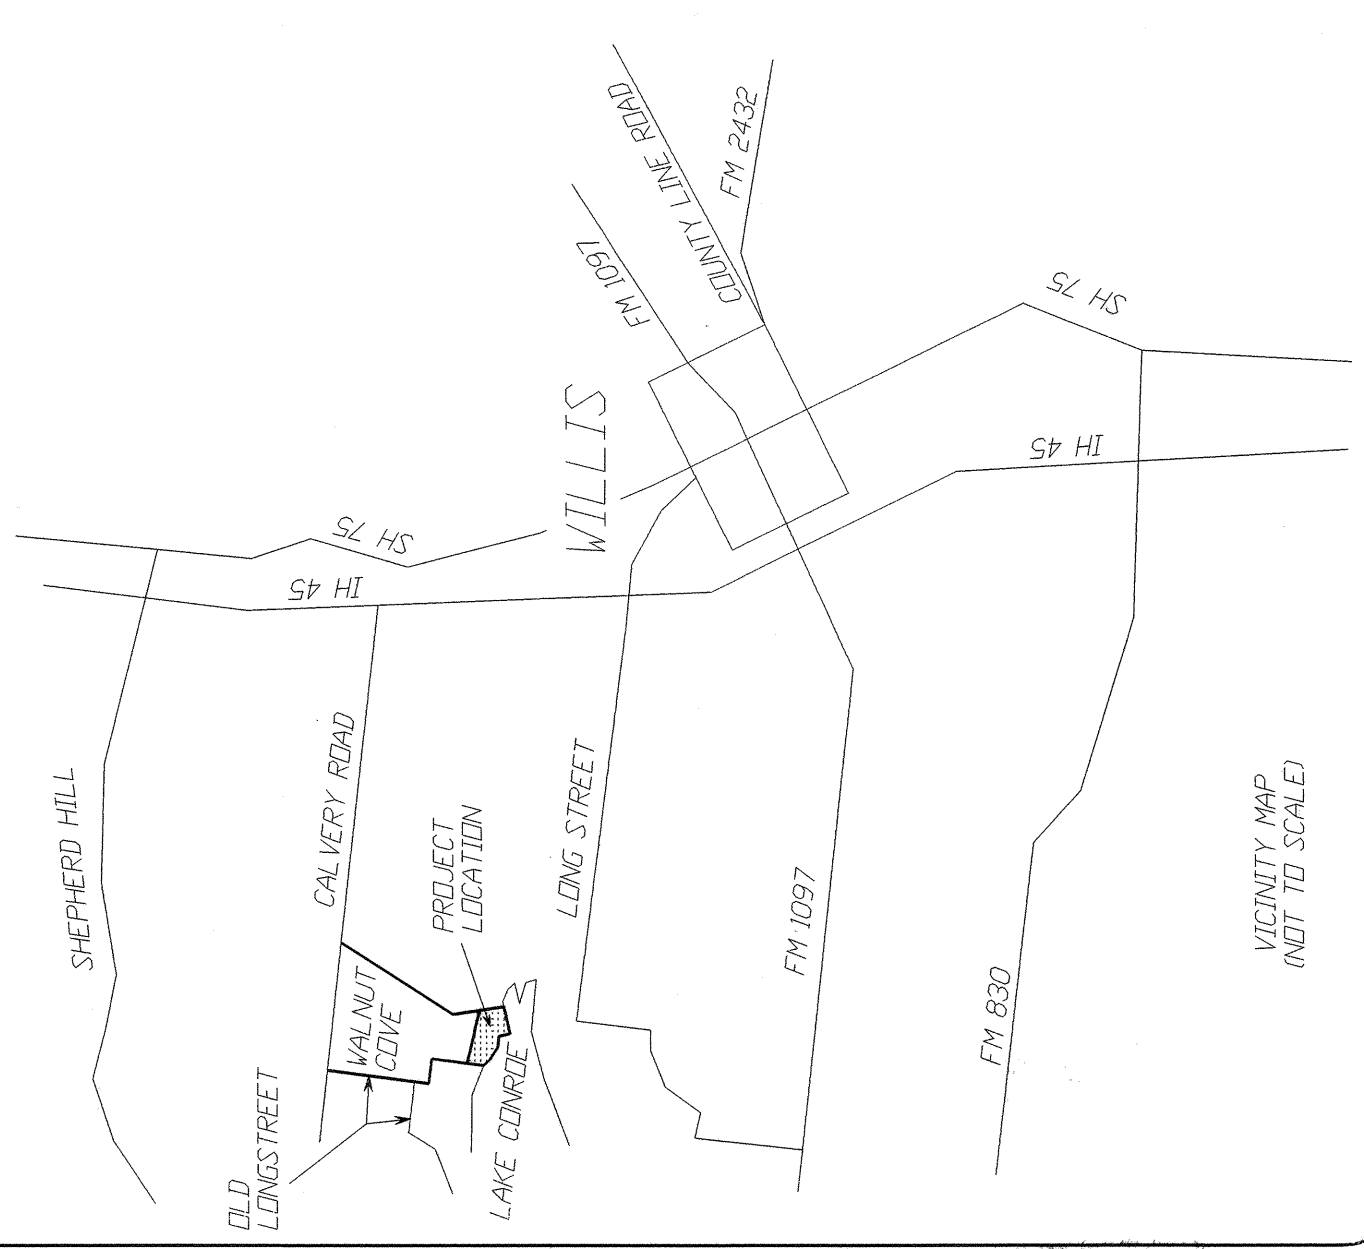 SHEPHERD HILL
OLD
LONGSTREET
SH 75
IH 45
CALVERY ROAD
WALNUT
COVE
PROJECT
LOCATION
LAKE CONROE
LONG STREET
WILLIS
FM 1097
COUNTY LINE ROAD
FM 2432
FM 1097
FM 830
SH 75
IH 45
VICINITY MAP
(NOT TO SCALE)